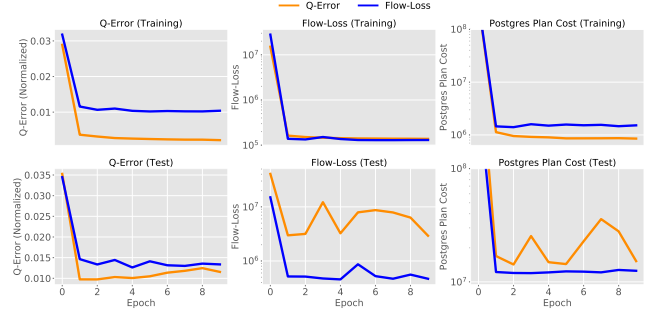 Q-Error Flow-Loss
Q-Error (Training)
Q-Error (Normalized)
0.03
0.02
0.01
Flow-Loss (Training)
Flow-Loss
10^7
10^6
10^5
Postgres Plan Cost (Training)
Postgres Plan Cost
10^8
10^7
10^6
Q-Error (Test)
Q-Error (Normalized)
0.035
0.030
0.025
0.020
0.015
0.010
0 2 4 6 8
Epoch
Flow-Loss (Test)
Flow-Loss
10^7
10^6
0 2 4 6 8
Epoch
Postgres Plan Cost (Test)
Postgres Plan Cost
10^8
10^7
0 2 4 6 8
Epoch